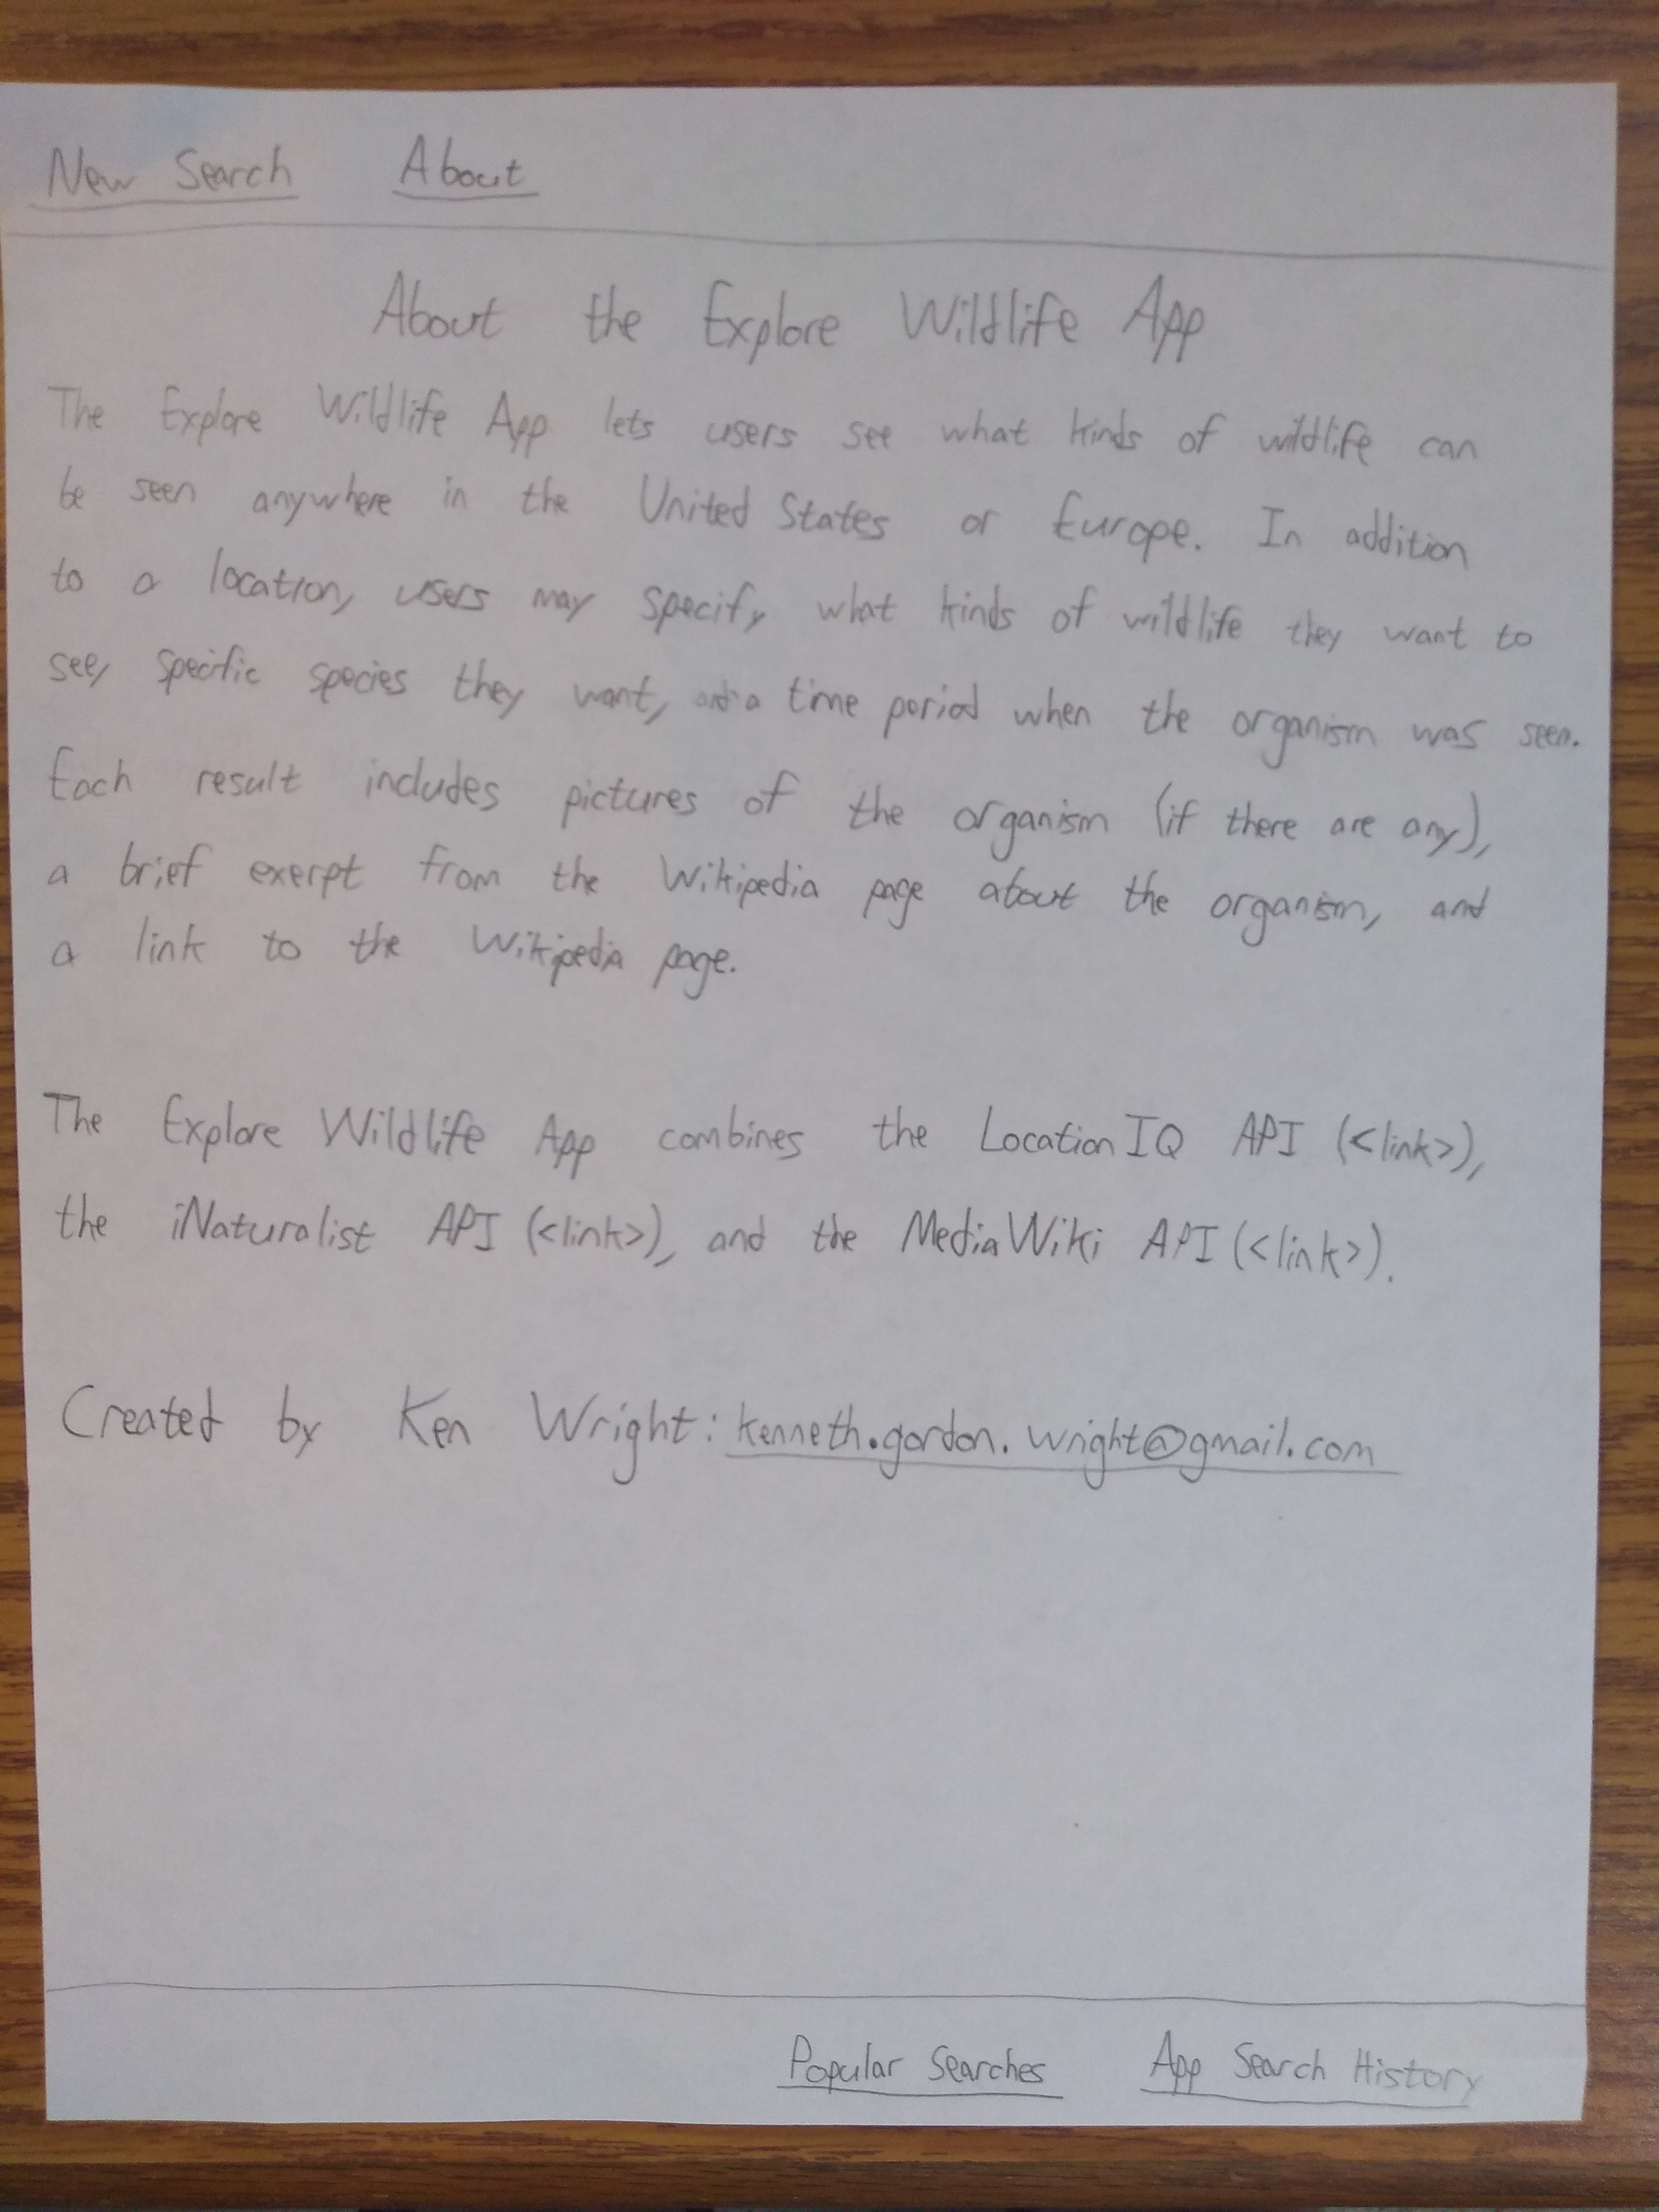 New Search About
About the Explore Wildlife App
The Explore Wildlife App lets users see what kinds of wildlife can
be seen anywhere in the United States or Europe. In addition
to a location, users may specify what kinds of wildlife they want to
see, specific species they want, and a time period when the organism was seen.
Each result includes pictures of the organism (if there are any),
a brief exerpt from the Wikipedia page about the organism, and
a link to the Wikipedia page.
The Explore Wildlife App combines the LocationIQ API (<link>),
the iNaturalist API (<link>), and the MediaWiki API (<link>).
Created by Ken Wright: kenneth.gordon.wright@gmail.com
Popular Searches App Search History